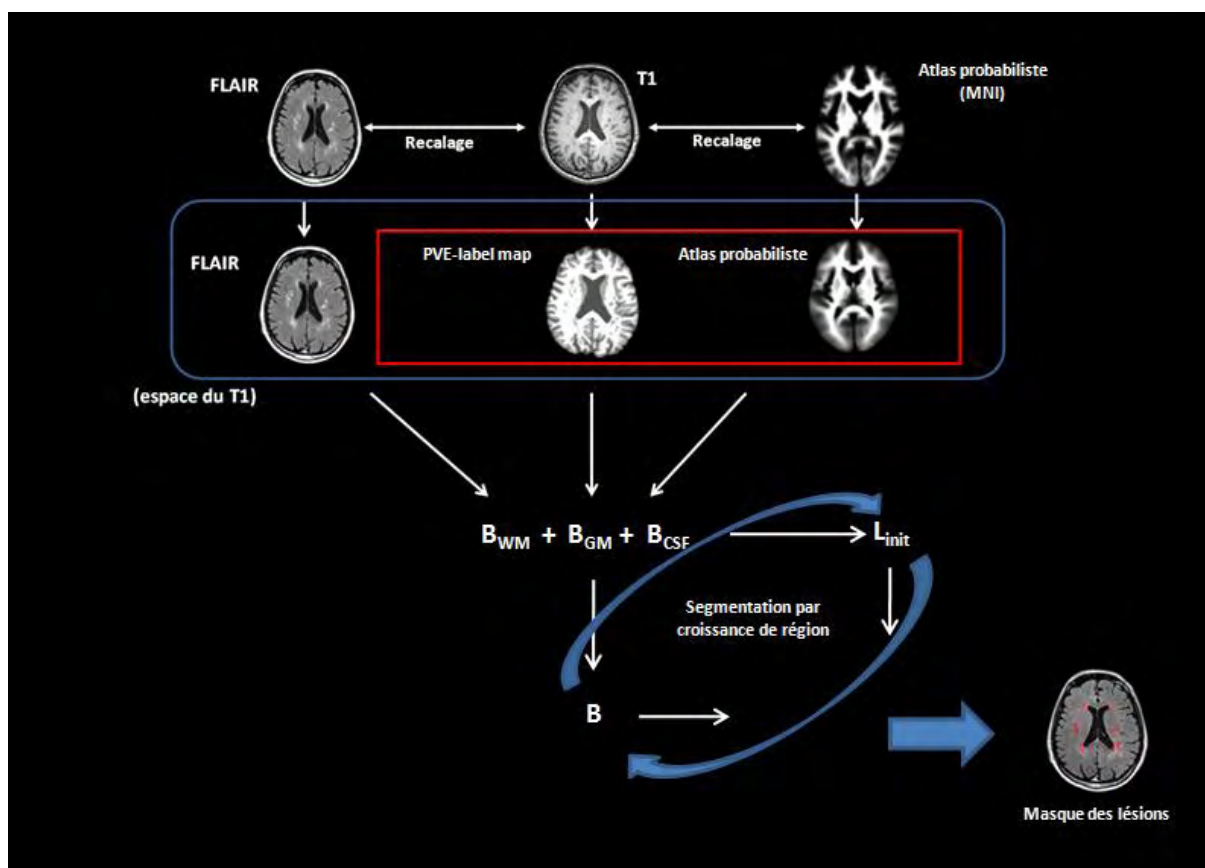 FLAIR
T1
Atlas probabiliste
(MNI)
Recalage
Recalage
FLAIR
PVE-label map
Atlas probabiliste
(espace du T1)
BWM + BGM + BCSF
Linit
Segmentation par
croissance de région
B
Masque des lésions